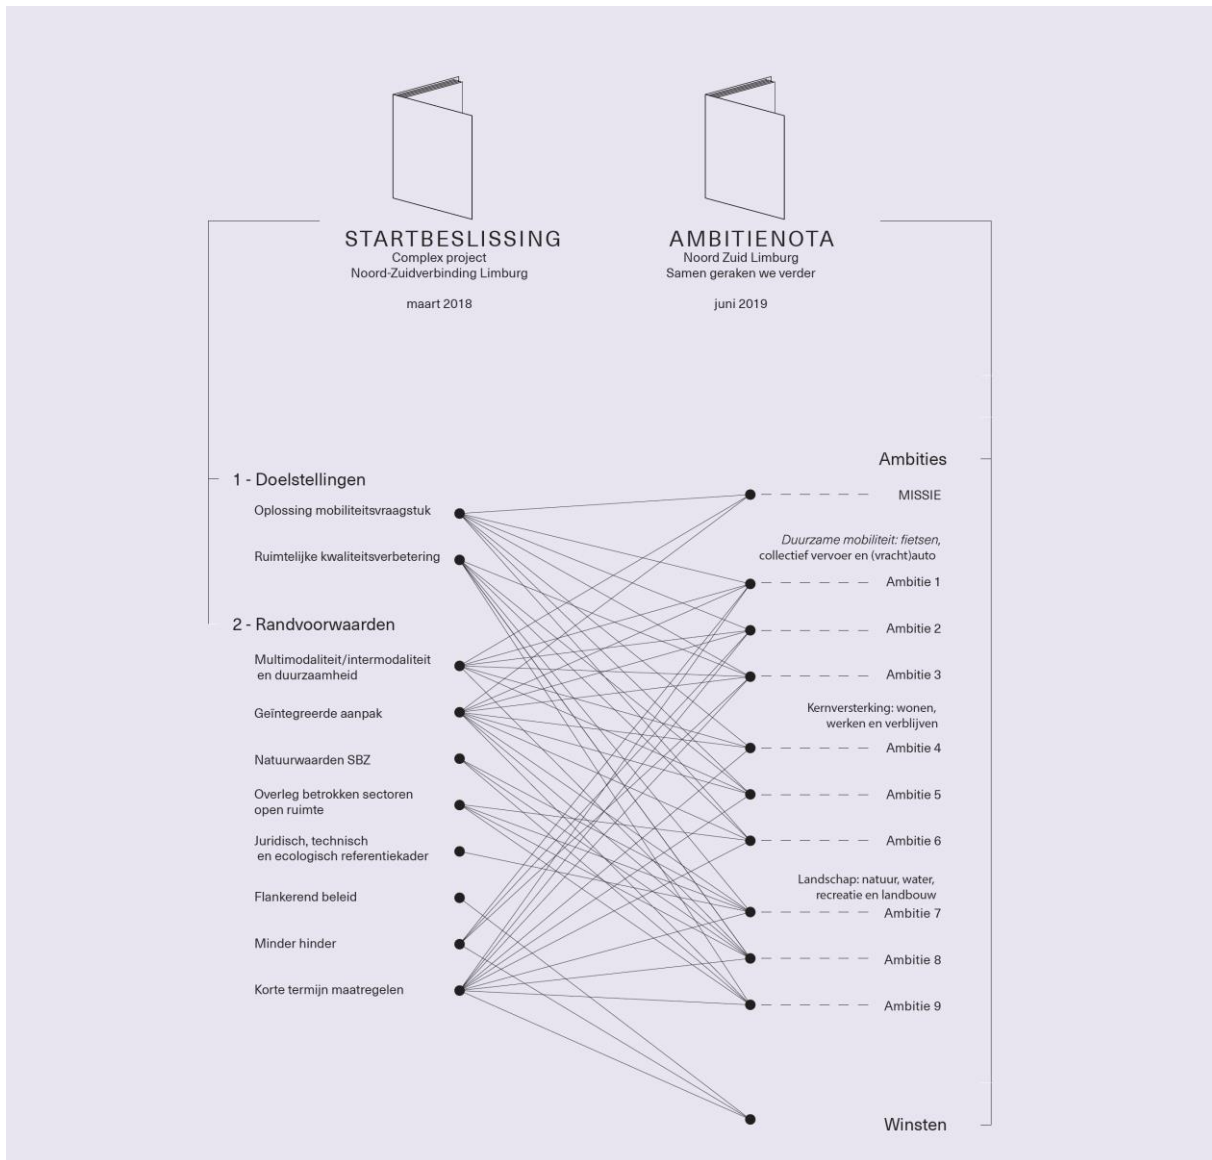 STARTBESLISSING
Complex project
Noord-Zuidverbinding Limburg
maart 2018
AMBITIENOTA
Noord Zuid Limburg
Samen geraken we verder
juni 2019
1 - Doelstellingen
Oplossing mobiliteitsvraagstuk
Ruimtelijke kwaliteitsverbetering
2 - Randvoorwaarden
Multimodaliteit/intermodaliteit
en duurzaamheid
Geïntegreerde aanpak
Natuurwaarden SBZ
Overleg betrokken sectoren
open ruimte
Juridisch, technisch
en ecologisch referentiekader
Flankerend beleid
Minder hinder
Korte termijn maatregelen
Ambities
MISSIE
Duurzame mobiliteit: fietsen,
collectief vervoer en (vracht)auto
Ambitie 1
Ambitie 2
Ambitie 3
Kernversterking: wonen,
werken en verblijven
Ambitie 4
Ambitie 5
Ambitie 6
Landschap: natuur, water,
recreatie en landbouw
Ambitie 7
Ambitie 8
Ambitie 9
Winsten